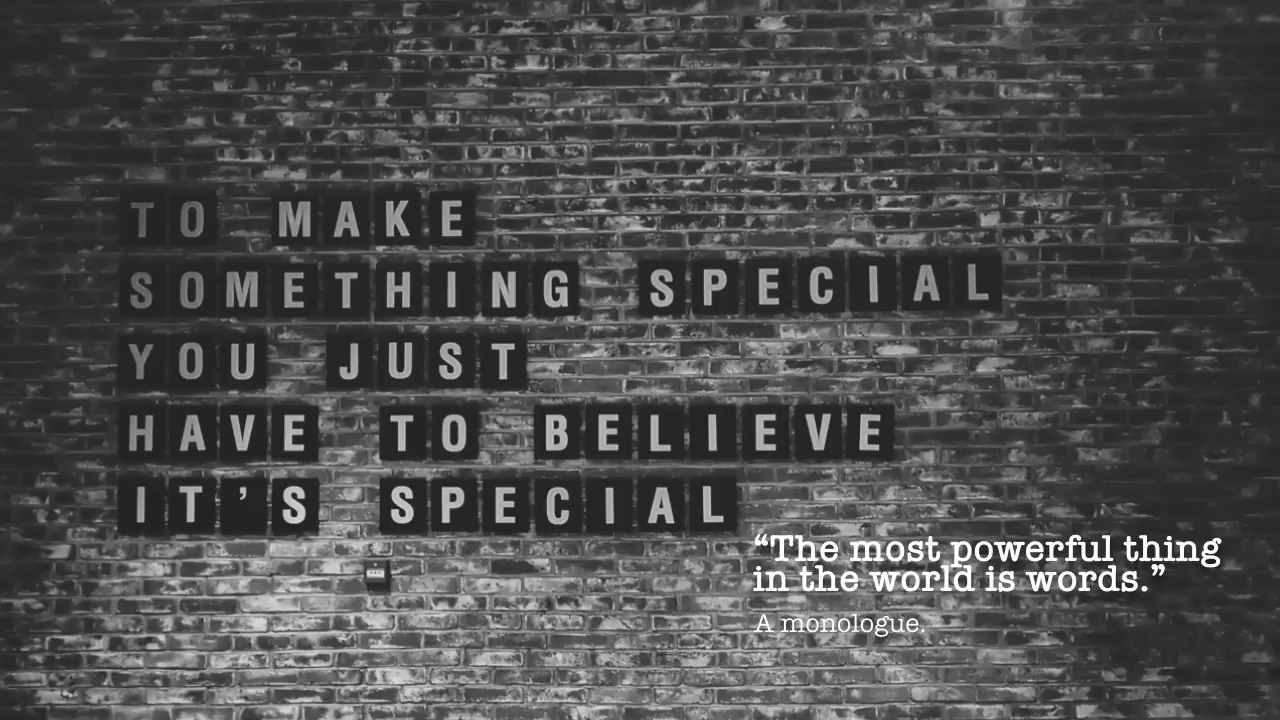 TO MAKE
SOMETHING SPECIAL
YOU JUST
HAVE TO BELIEVE
IT'S SPECIAL
“The most powerful thing
in the world is words.”
A monologue.